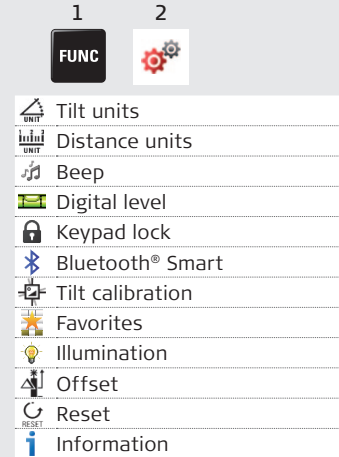 1 2
FUNC
UNIT Tilt units
UNIT Distance units
Beep
Digital level
Keypad lock
Bluetooth® Smart
Tilt calibration
Favorites
Illumination
Offset
RESET Reset
Information